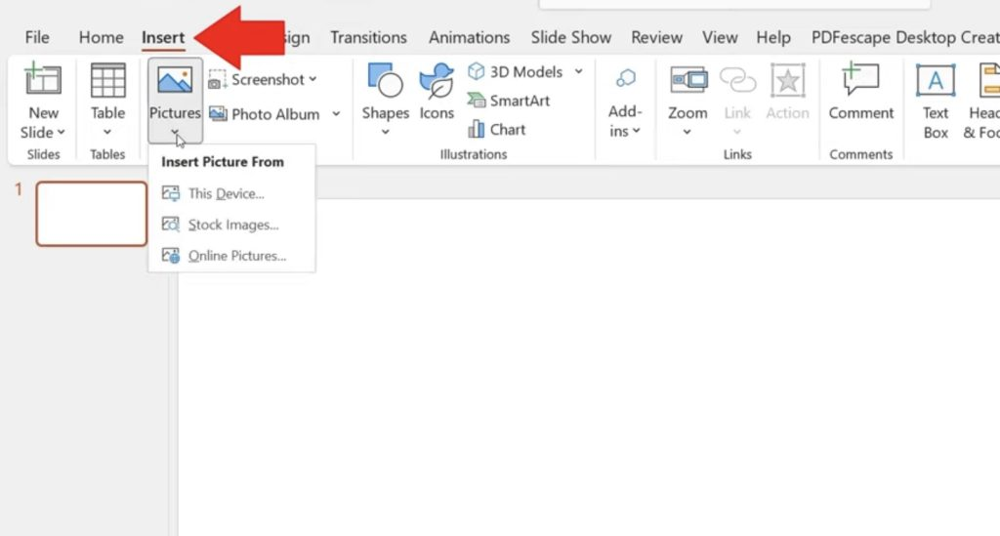 File Home Insert sign Transitions Animations Slide Show Review View Help PDFescape Desktop Creat
New
Slide
Slides
Table
Tables
Pictures
Screenshot
Photo Album
Insert Picture From
This Device...
Stock Images...
Online Pictures...
Shapes
Icons
3D Models
SmartArt
Chart
Illustrations
Add-
ins
Zoom
Link
Action
Links
Comment
Comments
Text
Box
Head
& Foo
1